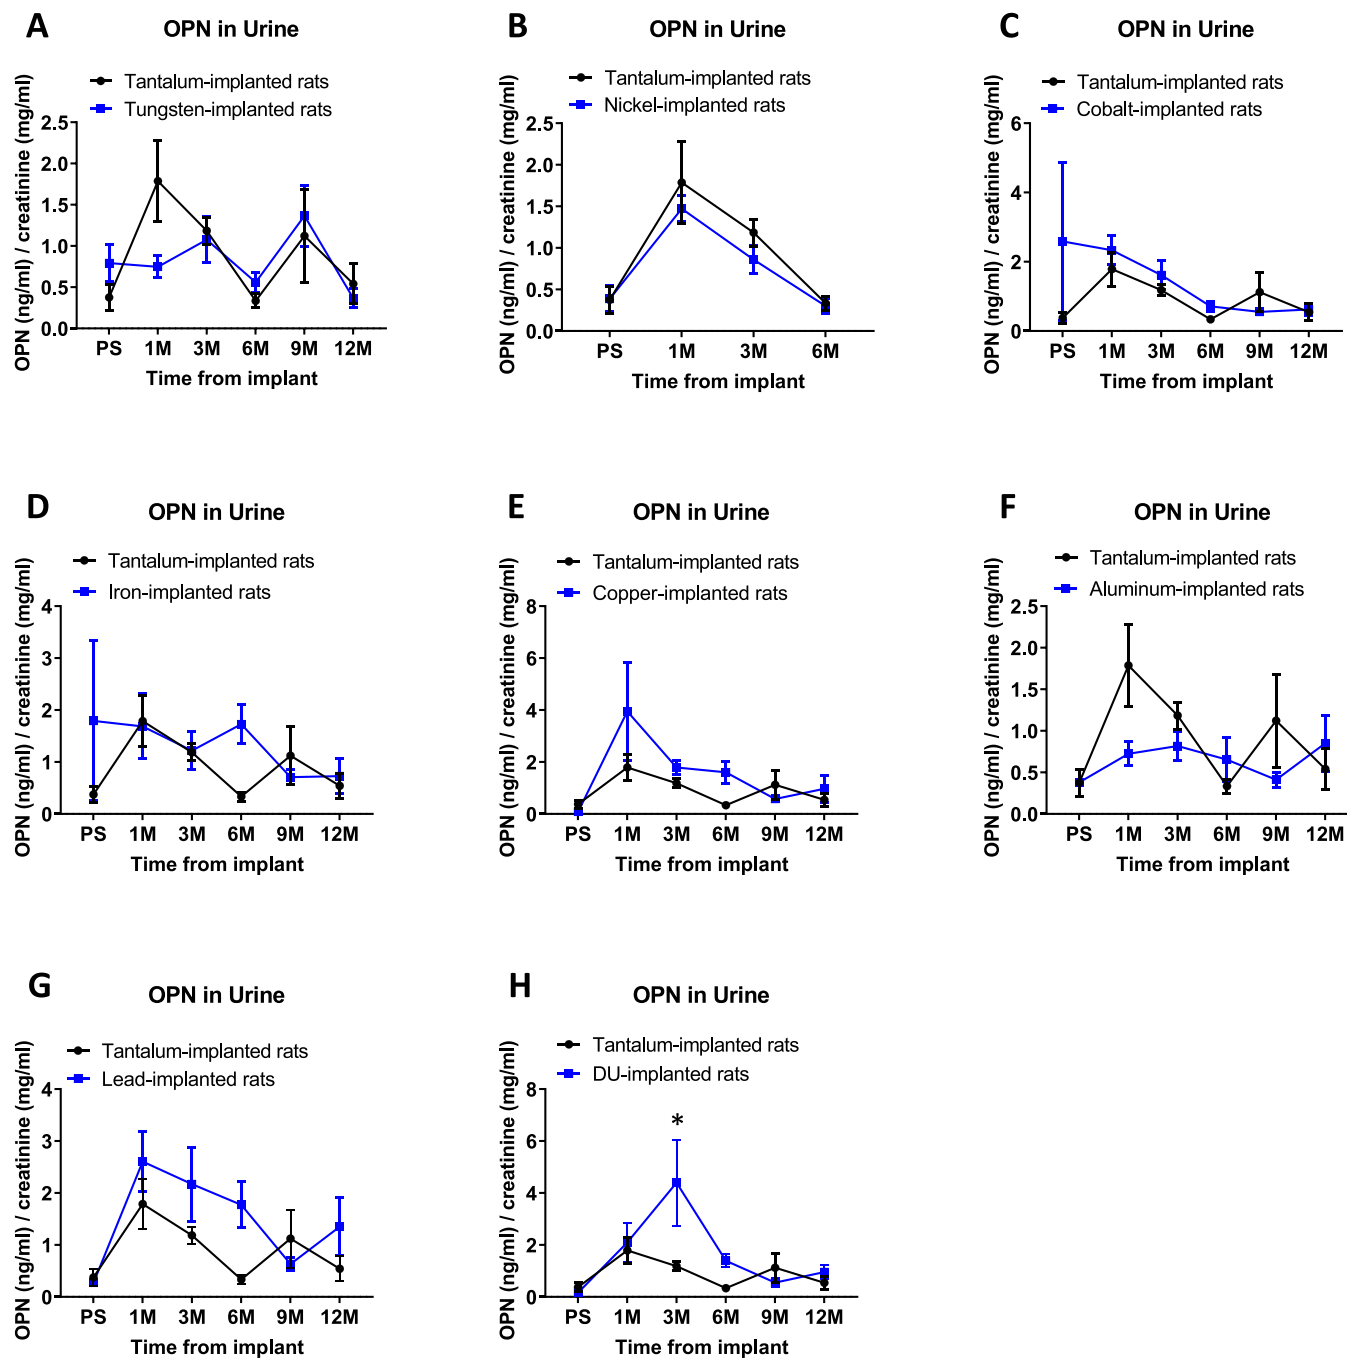 A
OPN in Urine
Tantalum-implanted rats
Tungsten-implanted rats
OPN (ng/ml) / creatinine (mg/ml)
2.5
2.0
1.5
1.0
0.5
0.0
PS 1M 3M 6M 9M 12M
Time from implant
B
OPN in Urine
Tantalum-implanted rats
Nickel-implanted rats
OPN (ng/ml) / creatinine (mg/ml)
2.5
2.0
1.5
1.0
0.5
0.0
PS 1M 3M 6M
Time from implant
C
OPN in Urine
Tantalum-implanted rats
Cobalt-implanted rats
OPN (ng/ml) / creatinine (mg/ml)
6
4
2
0
PS 1M 3M 6M 9M 12M
Time from implant
D
OPN in Urine
Tantalum-implanted rats
Iron-implanted rats
OPN (ng/ml) / creatinine (mg/ml)
4
3
2
1
0
PS 1M 3M 6M 9M 12M
Time from implant
E
OPN in Urine
Tantalum-implanted rats
Copper-implanted rats
OPN (ng/ml) / creatinine (mg/ml)
8
6
4
2
0
PS 1M 3M 6M 9M 12M
Time from implant
F
OPN in Urine
Tantalum-implanted rats
Aluminum-implanted rats
OPN (ng/ml) / creatinine (mg/ml)
2.5
2.0
1.5
1.0
0.5
0.0
PS 1M 3M 6M 9M 12M
Time from implant
G
OPN in Urine
Tantalum-implanted rats
Lead-implanted rats
OPN (ng/ml) / creatinine (mg/ml)
4
3
2
1
0
PS 1M 3M 6M 9M 12M
Time from implant
H
OPN in Urine
Tantalum-implanted rats
DU-implanted rats
OPN (ng/ml) / creatinine (mg/ml)
8
6
4
2
0
*
PS 1M 3M 6M 9M 12M
Time from implant